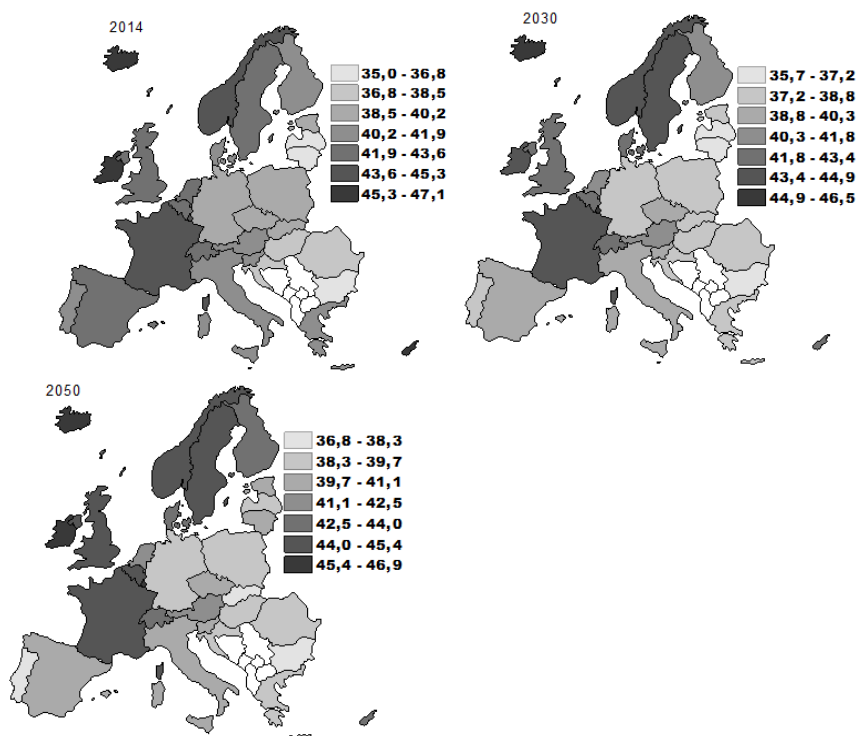 2014
35,0 - 36,8
36,8 - 38,5
38,5 - 40,2
40,2 - 41,9
41,9 - 43,6
43,6 - 45,3
45,3 - 47,1
2030
35,7 - 37,2
37,2 - 38,8
38,8 - 40,3
40,3 - 41,8
41,8 - 43,4
43,4 - 44,9
44,9 - 46,5
2050
36,8 - 38,3
38,3 - 39,7
39,7 - 41,1
41,1 - 42,5
42,5 - 44,0
44,0 - 45,4
45,4 - 46,9